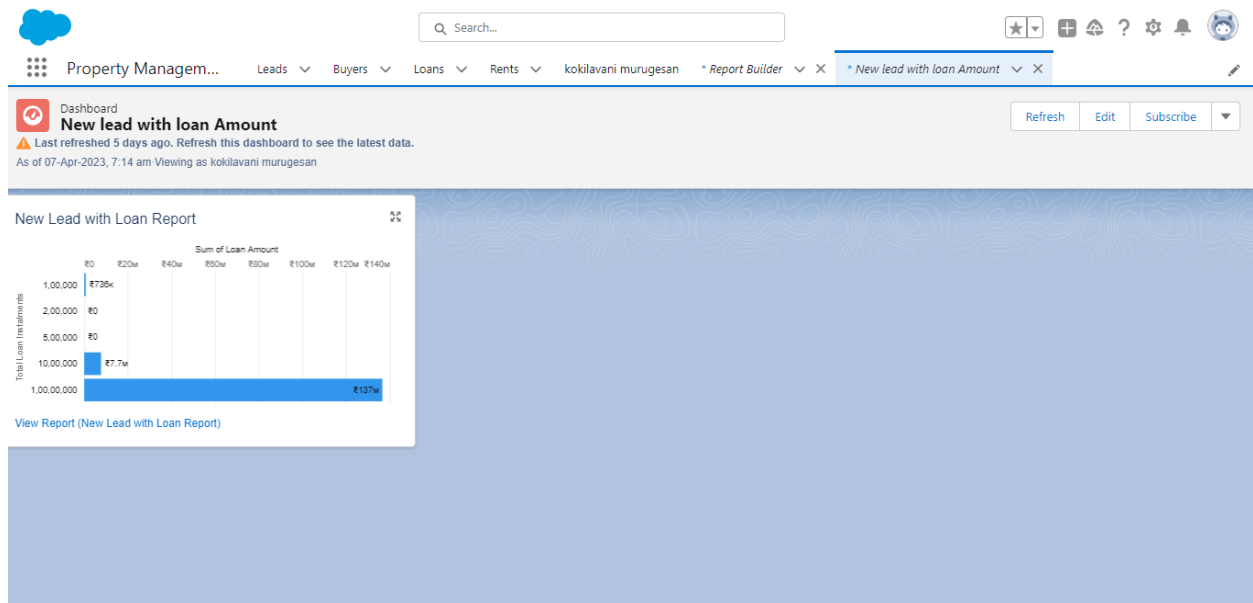 Search...
Property Managem... Leads Buyers Loans Rents kokilavani murugesan * Report Builder * New lead with loan Amount
Dashboard
New lead with loan Amount
Last refreshed 5 days ago. Refresh this dashboard to see the latest data.
As of 07-Apr-2023, 7:14 am·Viewing as kokilavani murugesan
Refresh Edit Subscribe
New Lead with Loan Report
Sum of Loan Amount
₹0 ₹20M ₹40M ₹60M ₹80M ₹100M ₹120M ₹140M
Total Loan Instalments
1,00,000 ₹736K
2,00,000 ₹0
5,00,000 ₹0
10,00,000 ₹7.7M
1,00,00,000 ₹137M
View Report (New Lead with Loan Report)